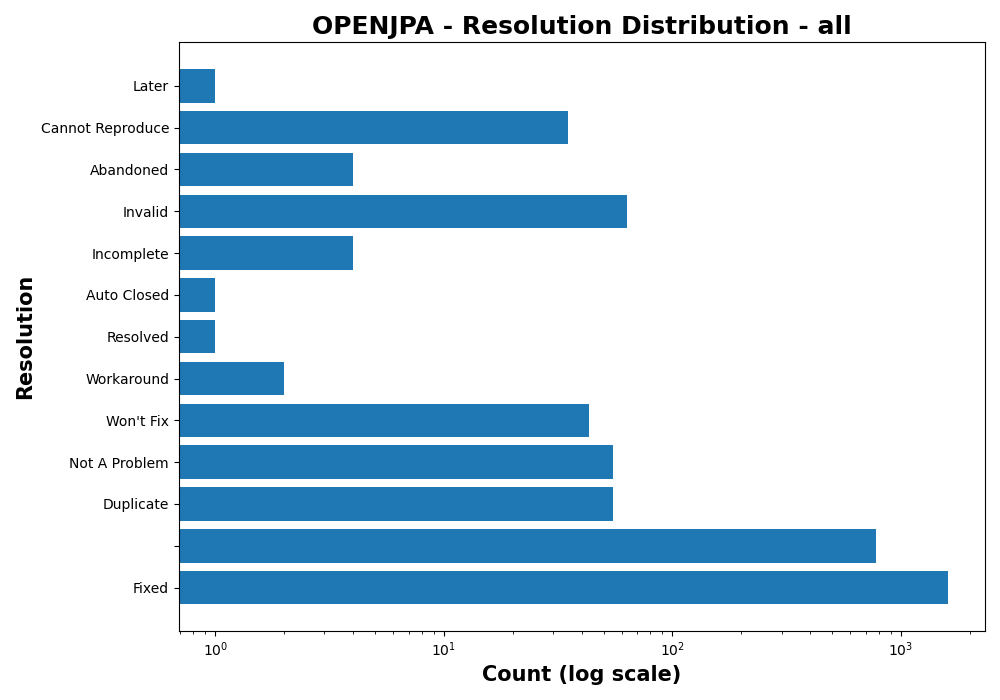 OPENJPA - Resolution Distribution - all
Later
Cannot Reproduce
Abandoned
Invalid
Incomplete
Auto Closed
Resolved
Workaround
Won't Fix
Not A Problem
Duplicate
Fixed
Resolution
10⁰ 10¹ 10² 10³
Count (log scale)